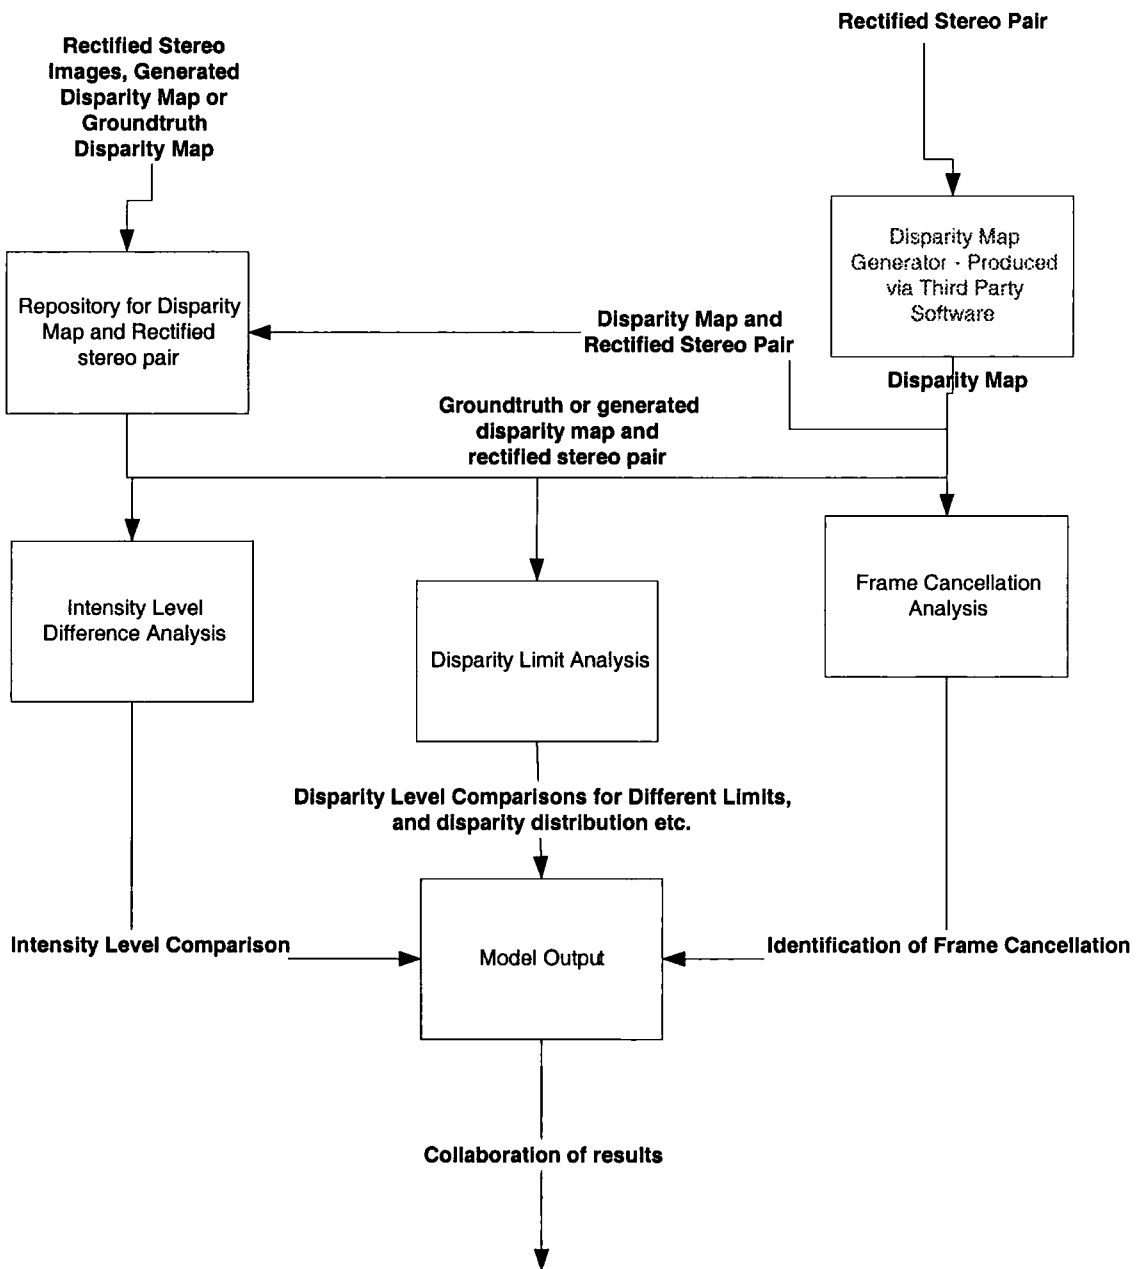 Rectified Stereo Pair
Rectified Stereo
Images, Generated
Disparity Map or
Groundtruth
Disparity Map
Disparity Map
Generator - Produced
via Third Party
Software
Repository for Disparity
Map and Rectified
stereo pair
Disparity Map and
Rectified Stereo Pair
Disparity Map
Groundtruth or generated
disparity map and
rectified stereo pair
Intensity Level
Difference Analysis
Disparity Limit Analysis
Frame Cancellation
Analysis
Disparity Level Comparisons for Different Limits,
and disparity distribution etc.
Intensity Level Comparison
Model Output
Identification of Frame Cancellation
Collaboration of results